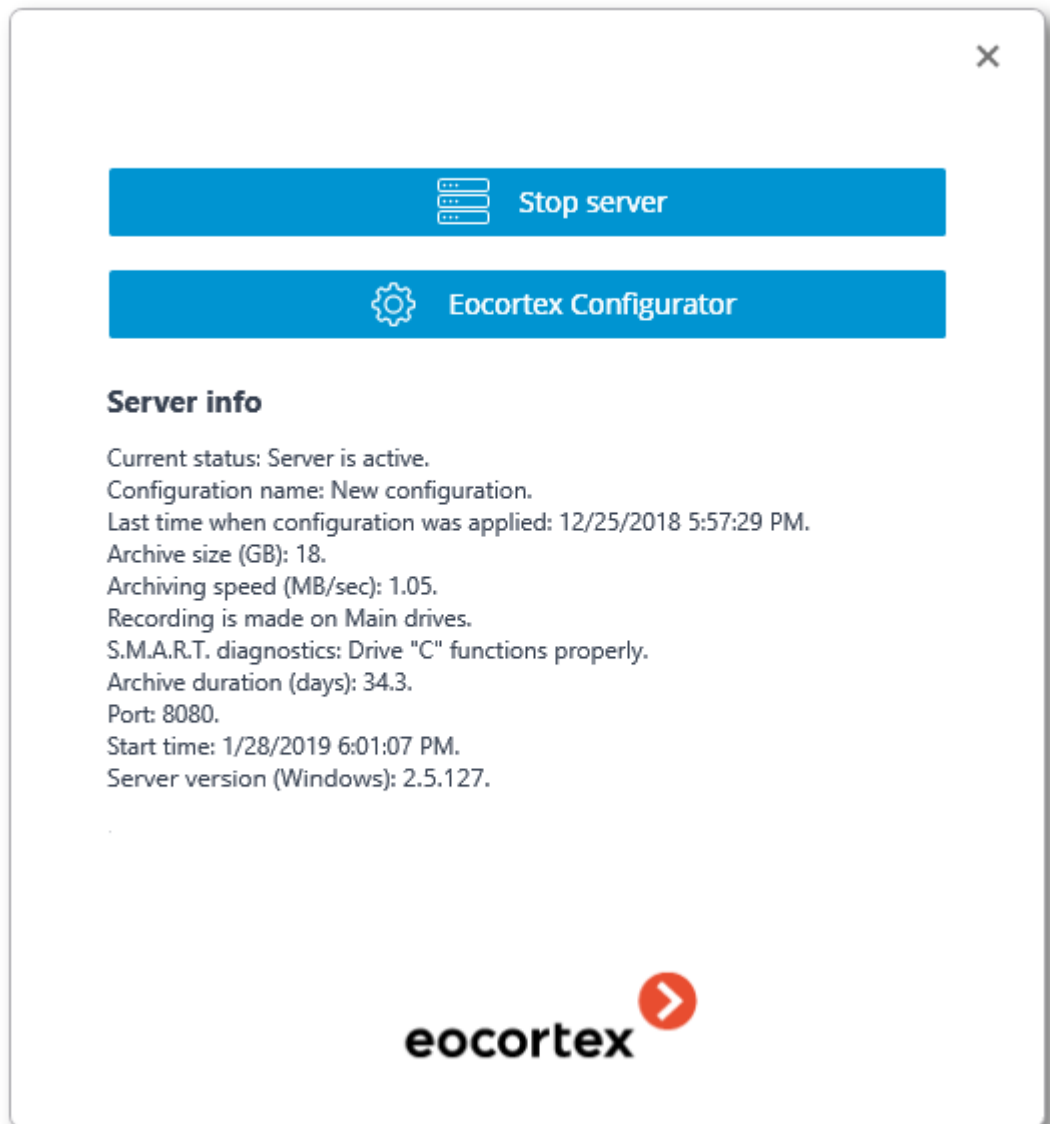 Stop server
Eocortex Configurator
Server info
Current status: Server is active.
Configuration name: New configuration.
Last time when configuration was applied: 12/25/2018 5:57:29 PM.
Archive size (GB): 18.
Archiving speed (MB/sec): 1.05.
Recording is made on Main drives.
S.M.A.R.T. diagnostics: Drive "C" functions properly.
Archive duration (days): 34.3.
Port: 8080.
Start time: 1/28/2019 6:01:07 PM.
Server version (Windows): 2.5.127.
eocortex